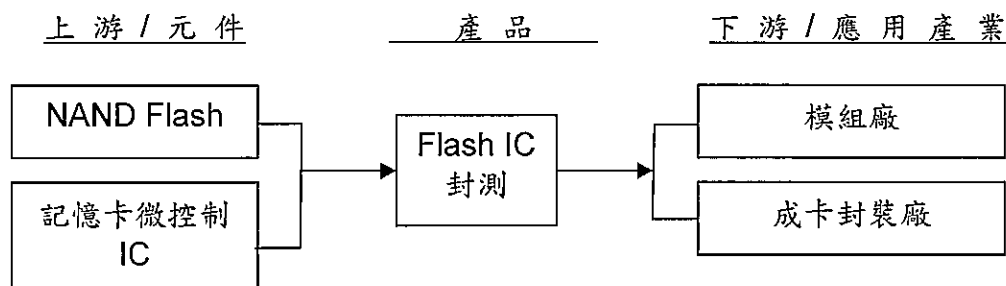 上游/元件
產品
下游/應用產業
NAND Flash
記憶卡微控制
IC
Flash IC
封測
模組廠
成卡封裝廠